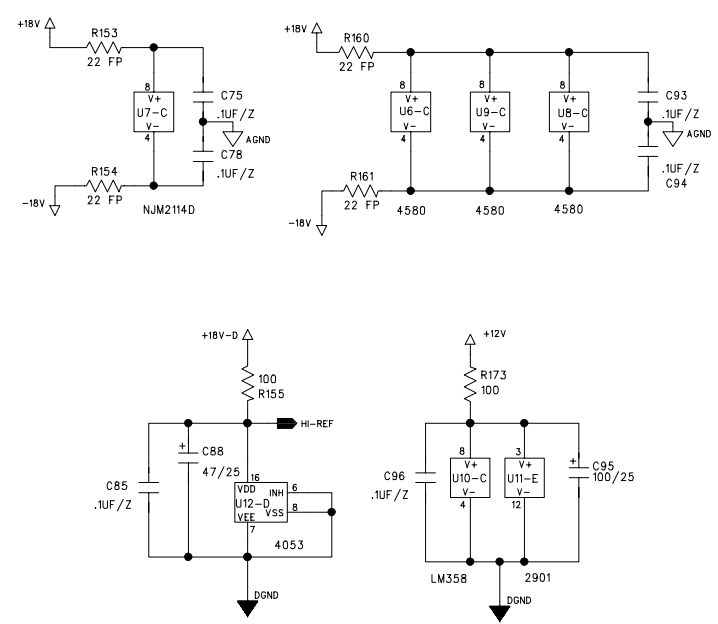 +18V
R153
22 FP
8
V+
U7-C
V-
4
C75
.1UF/Z
AGND
C78
.1UF/Z
R154
22 FP
-18V
NJM2114D
+18V
R160
22 FP
8
V+
U6-C
V-
4
8
V+
U9-C
V-
4
8
V+
U8-C
V-
4
C93
.1UF/Z
AGND
.1UF/Z
C94
R161
22 FP
-18V
4580
4580
4580
+18V-D
100
R155
HI-REF
C88
47/25
C85
.1UF/Z
16
VDD
INH
6
U12-D
VSS
8
VEE
7
4053
DGND
+12V
R173
100
C96
.1UF/Z
8
V+
U10-C
V-
4
3
V+
U11-E
V-
12
+
C95
100/25
LM358
2901
DGND
+